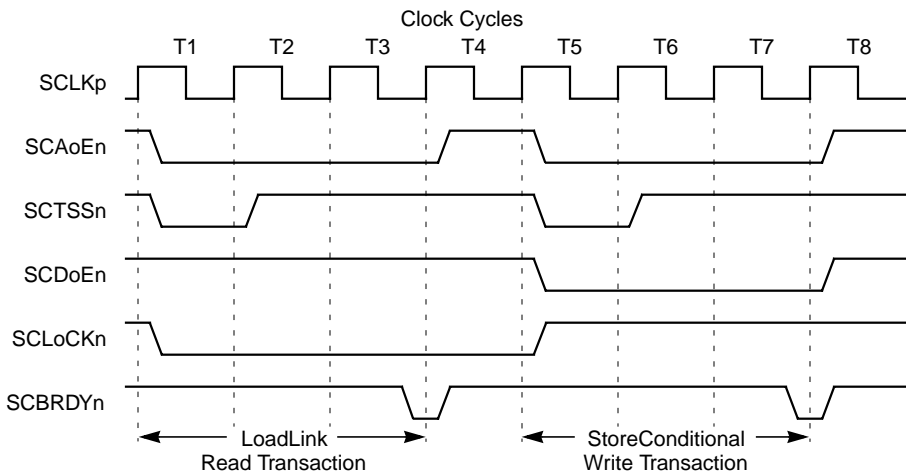 Clock Cycles
T1 T2 T3 T4 T5 T6 T7 T8
SCLKp
SCAoEn
SCTSSn
SCDoEn
SCLoCKn
SCBRDYn
LoadLink
Read Transaction
StoreConditional
Write Transaction